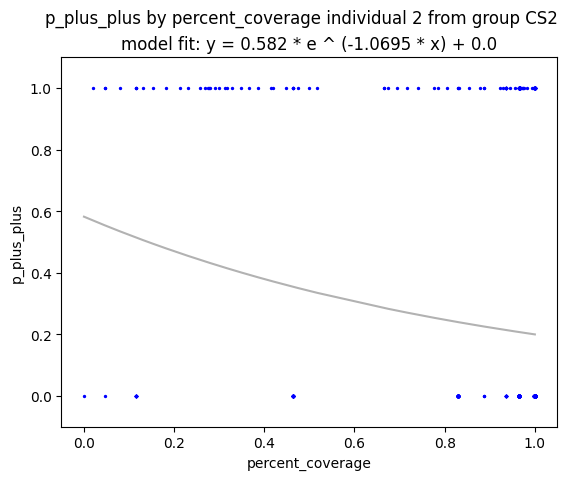 p_plus_plus by percent_coverage individual 2 from group CS2
model fit: y = 0.582 * e ^ (-1.0695 * x) + 0.0
1.0
0.8
0.6
0.4
0.2
0.0
p_plus_plus
0.0 0.2 0.4 0.6 0.8 1.0
percent_coverage